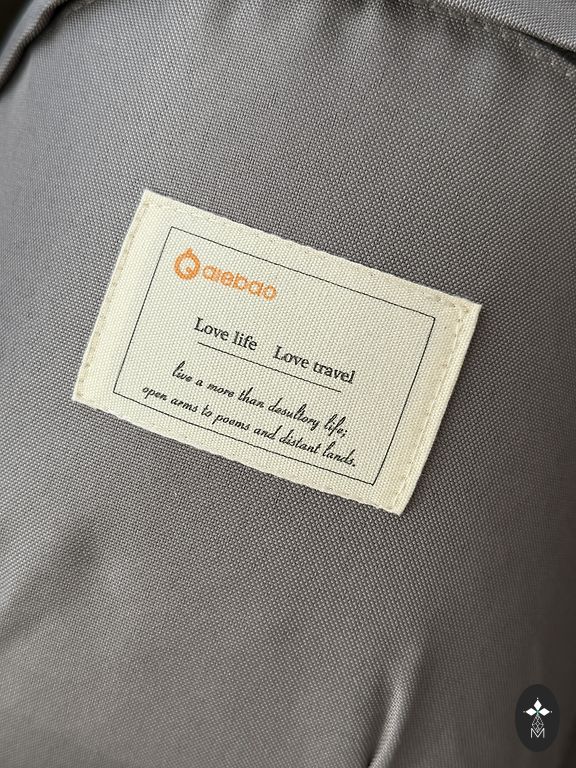 aiebao
Love life Love travel
live a more than desultory life;
open arms to poems and distant lands.
M